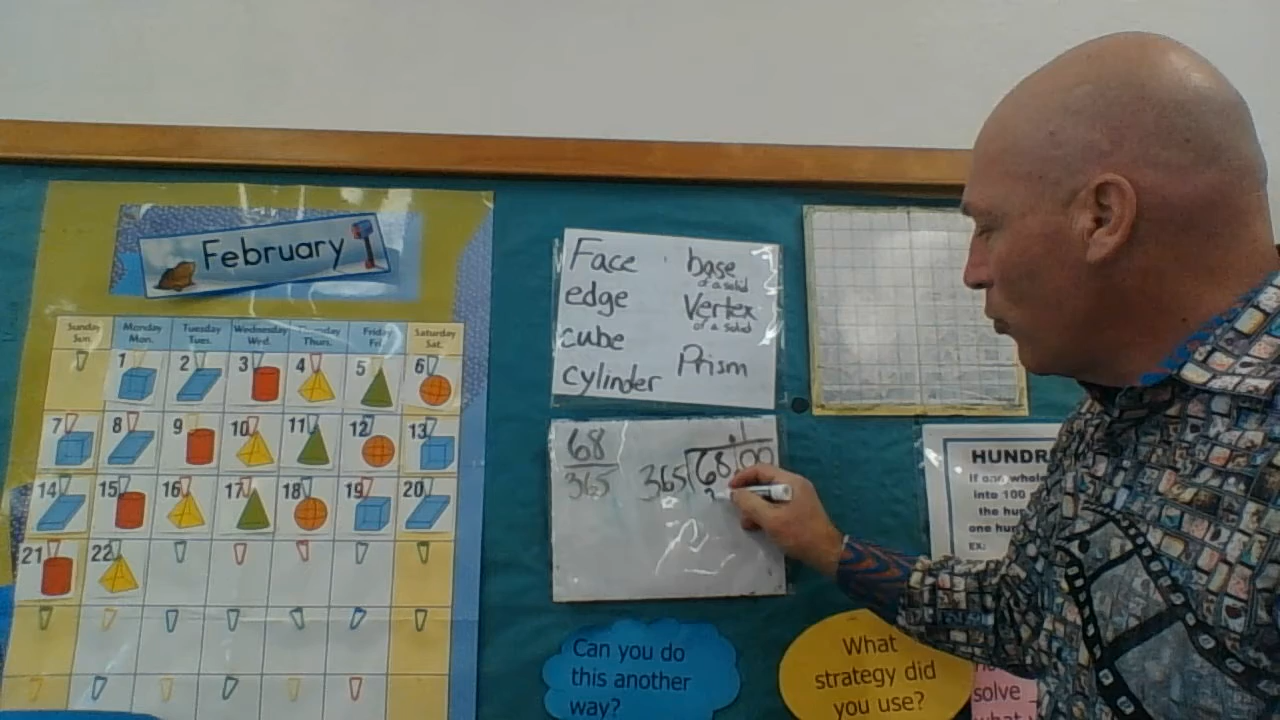 February
Sunday Sun. Monday Mon. Tuesday Tues. Wednesday Wed. Thursday Thurs. Friday Fri. Saturday Sat.
1 2 3 4 5 6
7 8 9 10 11 12 13
14 15 16 17 18 19 20
21 22
Face base
of a solid
edge Vertex
of a solid
cube
Prism
cylinder
68
365
365 6800
HUNDR
If one whole
into 100
the hun
one hun
EX:
Can you do
this another
way?
What
strategy did
you use?
solve